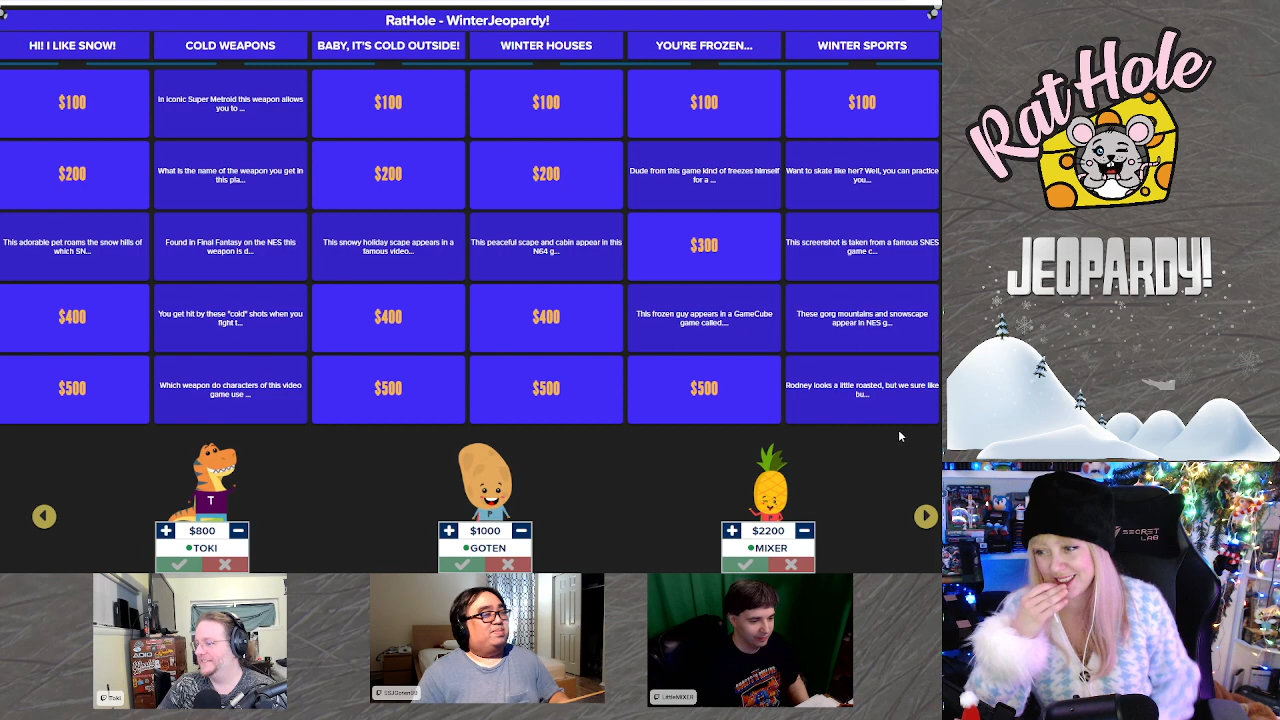 RatHole - WinterJeopardy!
HI! I LIKE SNOW!
COLD WEAPONS
BABY, IT'S COLD OUTSIDE!
WINTER HOUSES
YOU'RE FROZEN...
WINTER SPORTS
$100
In iconic Super Metroid this weapon allows
you to ...
$100
$100
$100
$100
$200
What is the name of the weapon you get in
this pla...
$200
$200
Dude from this game kind of freezes himself
for a ...
Want to skate like her? Well, you can practice
you...
This adorable pet roams the snow hills of
which SN...
Found in Final Fantasy on the NES this
weapon is d...
This snowy holiday scape appears in a
famous video...
This peaceful scape and cabin appear in this
N64 g...
$300
This screenshot is taken from a famous SNES
game c...
$400
You get hit by these "cold" shots when you
fight t...
$400
$400
This frozen guy appears in a GameCube
game called....
These gorg mountains and snowscape
appear in NES g...
$500
Which weapon do characters of this video
game use ...
$500
$500
$500
Rodney looks a little roasted, but we sure like
bu...
T
P
$800
TOKI
$1000
GOTEN
$2200
MIXER
Toki
SSJGoten00
LittleMIXER
Rat Hole
JEOPARDY!
SECRET
LAB